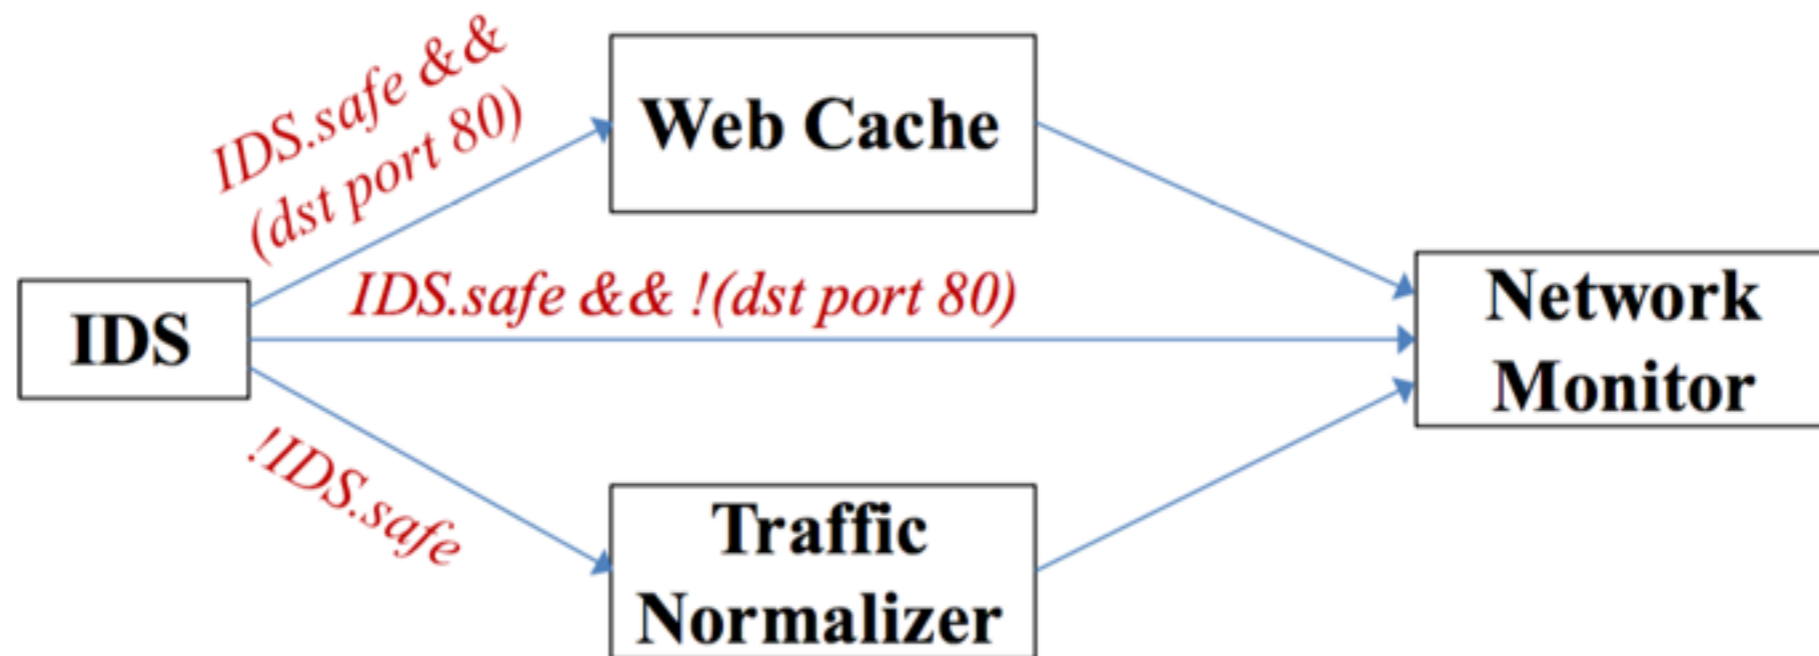 IDS.safe &&
(dst port 80)
Web Cache
IDS.safe && !(dst port 80)
IDS
Network
Monitor
!IDS.safe
Traffic
Normalizer